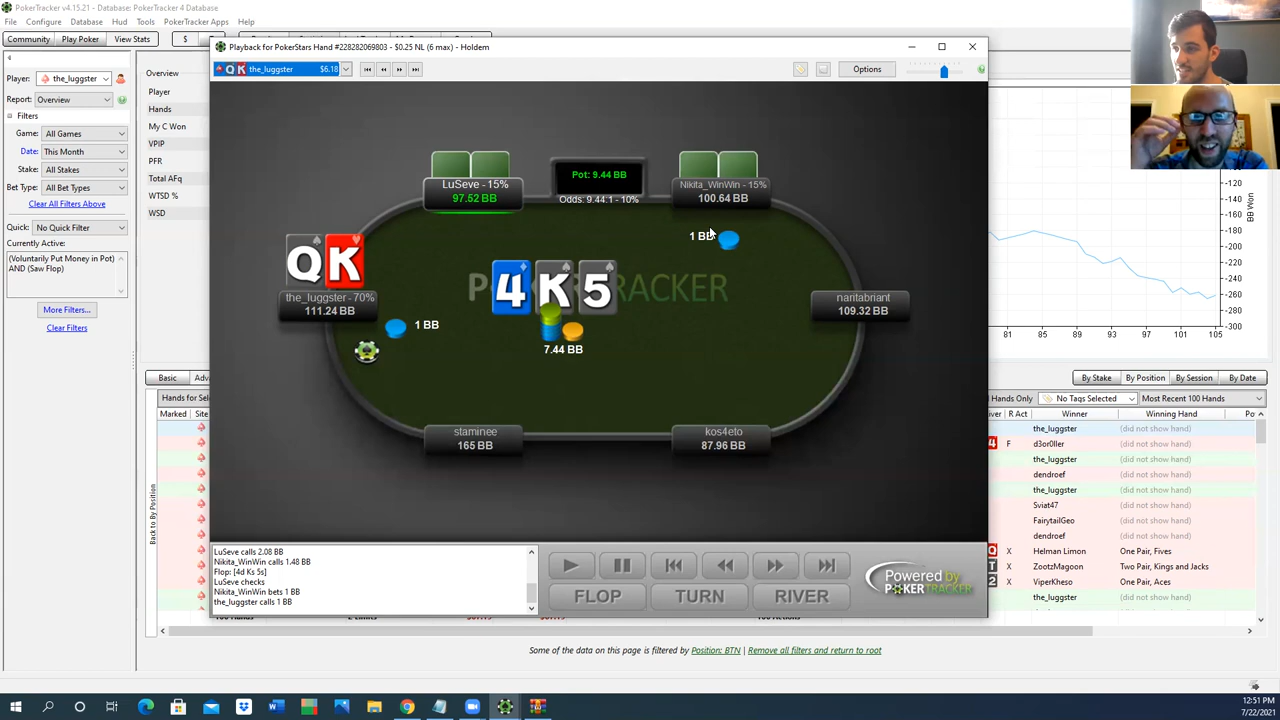 PokerTracker v4.15.21 - Database: PokerTracker 4 Database
File Configure Database Hud Tools PokerTracker Apps Help
Community Play Poker View Stats $
Playback for PokerStars Hand #228282069803 - $0.25 NL (6 max) - Holdem
QK the_luggster $6.18 Options
Player: the_luggster
Report: Overview
Filters
Game: All Games
Date: This Month
Stake: All Stakes
Bet Type: All Bet Types
Clear All Filters Above
Quick: No Quick Filter
Currently Active:
(Voluntarily Put Money in Pot)
AND (Saw Flop)
More Filters...
Clear Filters
Overview
Player
Hands
My C Won
VPIP
PFR
Total AFq
WTSD %
WSD
LuSeve - 15%
97.52 BB
Pot: 9.44 BB
Odds: 9.44:1 - 10%
Nikita_WinWin - 15%
100.64 BB
1 BB
Q K
the_luggster - 70%
111.24 BB
1 BB
4 K 5
POKERTRACKER
7.44 BB
naritabriant
109.32 BB
staminee
165 BB
kos4eto
87.96 BB
-120
-140
-160
-180
-200
-220
-240
-260
-280
-300
BB Won
81 85 89 93 97 101 105
Basic Adv
By Stake By Position By Session By Date
Hands for Sel
Hands Only No Tags Selected Most Recent 100 Hands
Marked Site
River R Act Winner Winning Hand Po
the_luggster (did not show hand)
4 F d3or0ller (did not show hand)
the_luggster (did not show hand)
dendroef (did not show hand)
the_luggster (did not show hand)
Sviat47 (did not show hand)
FairytailGeo (did not show hand)
dendroef (did not show hand)
Q X Helman Limon One Pair, Fives
T X ZootzMagoon Two Pair, Kings and Jacks
2 X ViperKheso One Pair, Aces
the_luggster (did not show hand)
Back to By Position
LuSeve calls 2.08 BB
Nikita_WinWin calls 1.48 BB
Flop: [4d Ks 5s]
LuSeve checks
Nikita_WinWin bets 1 BB
the_luggster calls 1 BB
FLOP TURN RIVER
Powered by
POKERTRACKER
Some of the data on this page is filtered by Position: BTN | Remove all filters and return to root
12:51 PM
7/22/2021